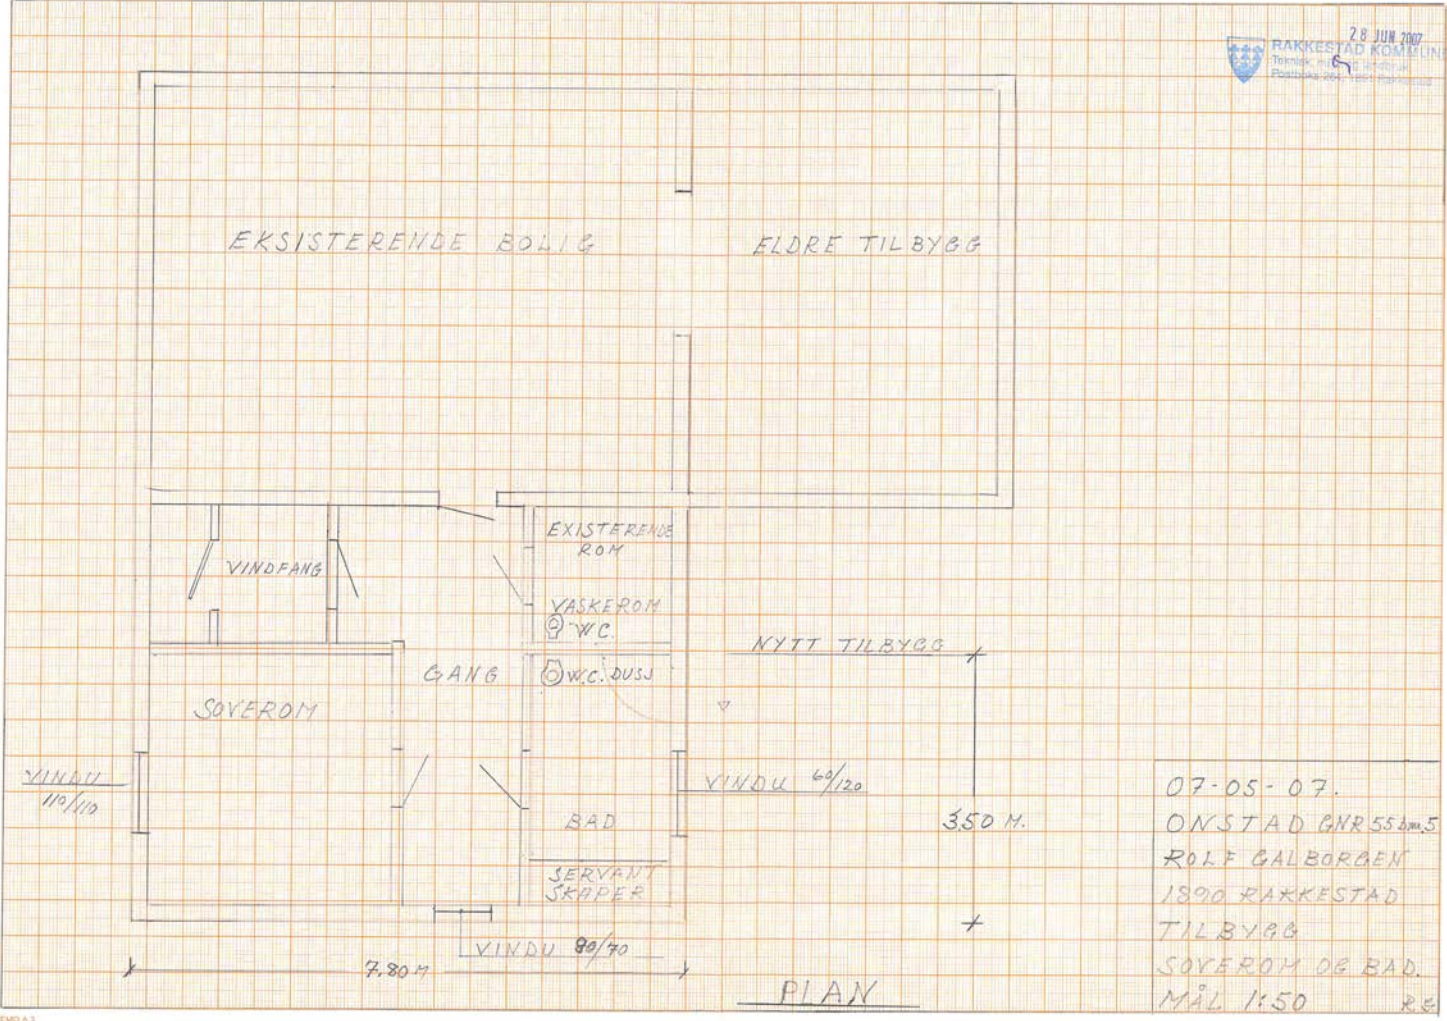 28 JUN 2007
RAKKESTAD KOMMUNE
EKSISTERENDE BOLIG
ELDRE TILBYGG
EXISTERENDE
ROM
VINDFANG
VASKEROM
W.C.
NYTT TILBYGG
GANG
W.C. DUSJ
SOVEROM
VINDU
110/110
VINDU 60/120
BAD
3.50 M.
SERVANT
SKAPER
VINDU 80/70
7.80 M
PLAN
07-05-07.
ONSTAD GNR 55 bnr. 5
ROLF GALBORGEN
1890 RAKKESTAD
TILBYGG
SOVEROM OG BAD.
MÅL 1:50